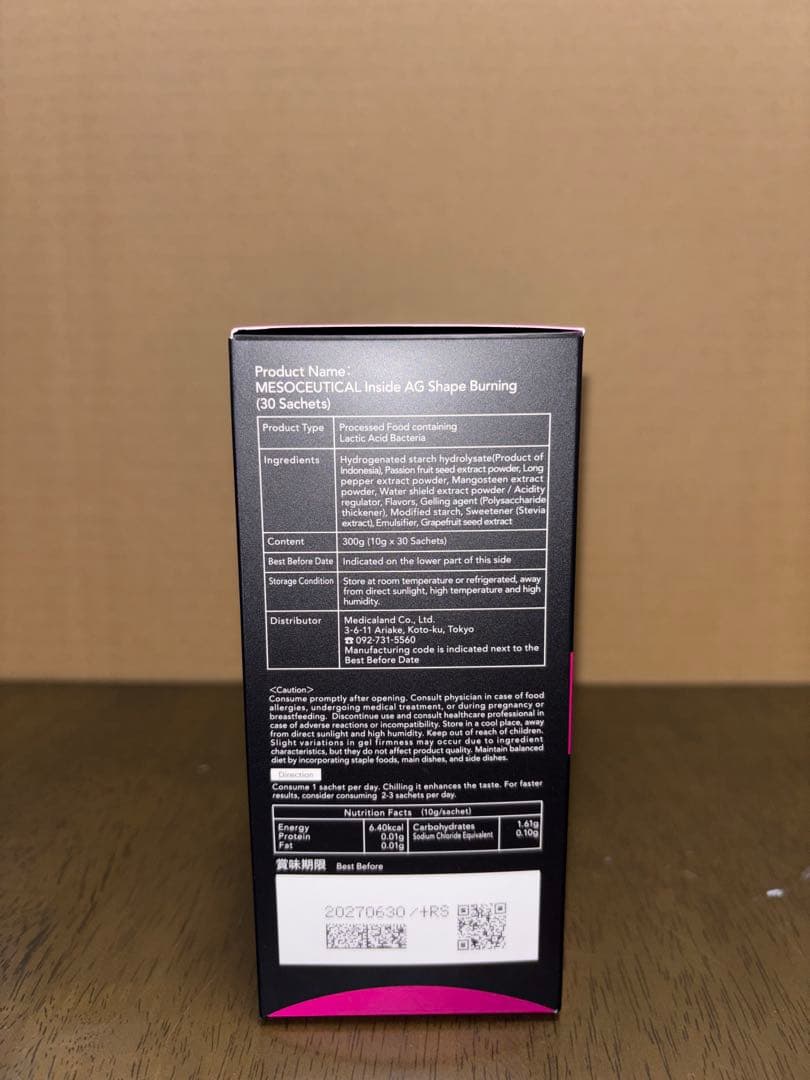 Product Name:
MESOCEUTICAL Inside AG Shape Burning
(30 Sachets)
Product Type
Processed Food containing
Lactic Acid Bacteria
Ingredients
Hydrogenated starch hydrolysate(Product of
Indonesia), Passion fruit seed extract powder, Long
pepper extract powder, Mangosteen extract
powder, Water shield extract powder / Acidity
regulator, Flavors, Gelling agent (Polysaccharide
thickener), Modified starch, Sweetener (Stevia
extract), Emulsifier, Grapefruit seed extract
Content
300g (10g x 30 Sachets)
Best Before Date
Indicated on the lower part of this side
Storage Condition
Store at room temperature or refrigerated, away
from direct sunlight, high temperature and high
humidity.
Distributor
Medicaland Co., Ltd.
3-6-11 Ariake, Koto-ku, Tokyo
☎092-731-5560
Manufacturing code is indicated next to the
Best Before Date
<Caution>
Consume promptly after opening. Consult physician in case of food
allergies, undergoing medical treatment, or during pregnancy or
breastfeeding. Discontinue use and consult healthcare professional in
case of adverse reactions or incompatibility. Store in a cool place, away
from direct sunlight and high humidity. Keep out of reach of children.
Slight variations in gel firmness may occur due to ingredient
characteristics, but they do not affect product quality. Maintain balanced
diet by incorporating staple foods, main dishes, and side dishes.
Direction
Consume 1 sachet per day. Chilling it enhances the taste. For faster
results, consider consuming 2-3 sachets per day.
Nutrition Facts (10g/sachet)
Energy 6.40kcal
Protein 0.01g
Fat 0.01g
Carbohydrates 1.61g
Sodium Chloride Equivalent 0.10g
賞味期限 Best Before
20270630/+RS